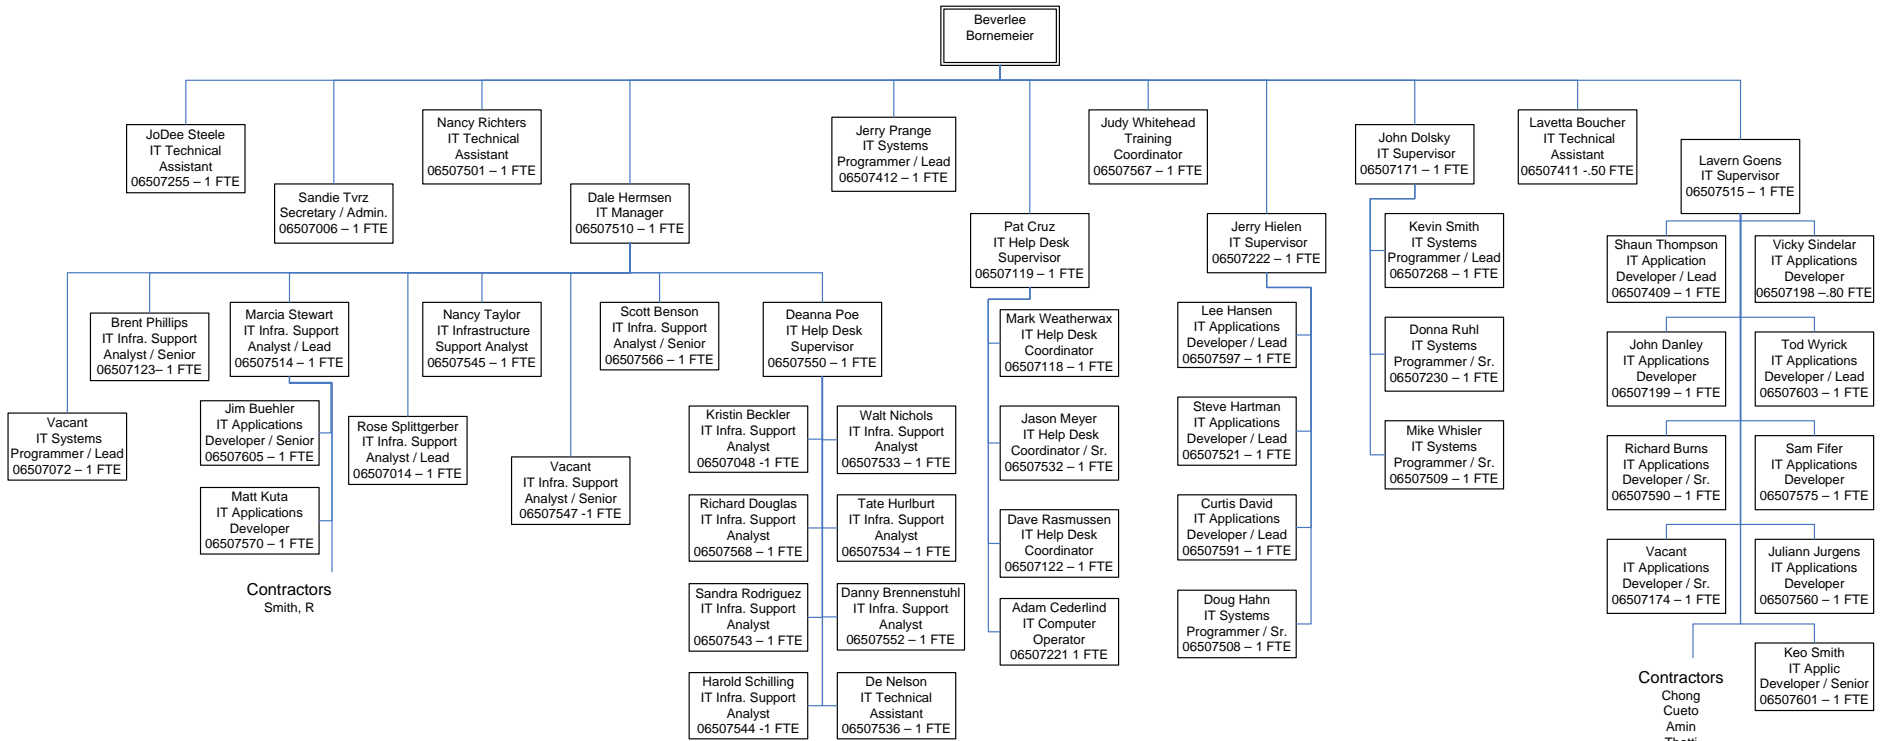 Beverlee
Bornemeier
JoDee Steele
IT Technical
Assistant
06507255 – 1 FTE
Sandie Tvrz
Secretary / Admin.
06507006 – 1 FTE
Nancy Richters
IT Technical
Assistant
06507501 – 1 FTE
Dale Hermsen
IT Manager
06507510 – 1 FTE
Jerry Prange
IT Systems
Programmer / Lead
06507412 – 1 FTE
Pat Cruz
IT Help Desk
Supervisor
06507119 – 1 FTE
Judy Whitehead
Training
Coordinator
06507567 – 1 FTE
Jerry Hielen
IT Supervisor
06507222 – 1 FTE
John Dolsky
IT Supervisor
06507171 – 1 FTE
Lavetta Boucher
IT Technical
Assistant
06507411 -.50 FTE
Lavern Goens
IT Supervisor
06507515 – 1 FTE
Vacant
IT Systems
Programmer / Lead
06507072 – 1 FTE
Brent Phillips
IT Infra. Support
Analyst / Senior
06507123– 1 FTE
Marcia Stewart
IT Infra. Support
Analyst / Lead
06507514 – 1 FTE
Jim Buehler
IT Applications
Developer / Senior
06507605 – 1 FTE
Matt Kuta
IT Applications
Developer
06507570 – 1 FTE
Contractors
Smith, R
Rose Splittgerber
IT Infra. Support
Analyst / Lead
06507014 – 1 FTE
Nancy Taylor
IT Infrastructure
Support Analyst
06507545 – 1 FTE
Vacant
IT Infra. Support
Analyst / Senior
06507547 -1 FTE
Scott Benson
IT Infra. Support
Analyst / Senior
06507566 – 1 FTE
Deanna Poe
IT Help Desk
Supervisor
06507550 – 1 FTE
Kristin Beckler
IT Infra. Support
Analyst
06507048 -1 FTE
Walt Nichols
IT Infra. Support
Analyst
06507533 – 1 FTE
Richard Douglas
IT Infra. Support
Analyst
06507568 – 1 FTE
Tate Hurlburt
IT Infra. Support
Analyst
06507534 – 1 FTE
Sandra Rodriguez
IT Infra. Support
Analyst
06507543 – 1 FTE
Danny Brennenstuhl
IT Infra. Support
Analyst
06507552 – 1 FTE
Harold Schilling
IT Infra. Support
Analyst
06507544 -1 FTE
De Nelson
IT Technical
Assistant
06507536 – 1 FTE
Mark Weatherwax
IT Help Desk
Coordinator
06507118 – 1 FTE
Jason Meyer
IT Help Desk
Coordinator / Sr.
06507532 – 1 FTE
Dave Rasmussen
IT Help Desk
Coordinator
06507122 – 1 FTE
Adam Cederlind
IT Computer
Operator
06507221 1 FTE
Lee Hansen
IT Applications
Developer / Lead
06507597 – 1 FTE
Steve Hartman
IT Applications
Developer / Lead
06507521 – 1 FTE
Curtis David
IT Applications
Developer / Lead
06507591 – 1 FTE
Doug Hahn
IT Systems
Programmer / Sr.
06507508 – 1 FTE
Kevin Smith
IT Systems
Programmer / Lead
06507268 – 1 FTE
Donna Ruhl
IT Systems
Programmer / Sr.
06507230 – 1 FTE
Mike Whisler
IT Systems
Programmer / Sr.
06507509 – 1 FTE
Shaun Thompson
IT Application
Developer / Lead
06507409 – 1 FTE
Vicky Sindelar
IT Applications
Developer
06507198 –.80 FTE
John Danley
IT Applications
Developer
06507199 – 1 FTE
Tod Wyrick
IT Applications
Developer / Lead
06507603 – 1 FTE
Richard Burns
IT Applications
Developer / Sr.
06507590 – 1 FTE
Sam Fifer
IT Applications
Developer
06507575 – 1 FTE
Vacant
IT Applications
Developer / Sr.
06507174 – 1 FTE
Juliann Jurgens
IT Applications
Developer
06507560 – 1 FTE
Contractors
Chong
Cueto
Amin
Keo Smith
IT Applic
Developer / Senior
06507601 – 1 FTE